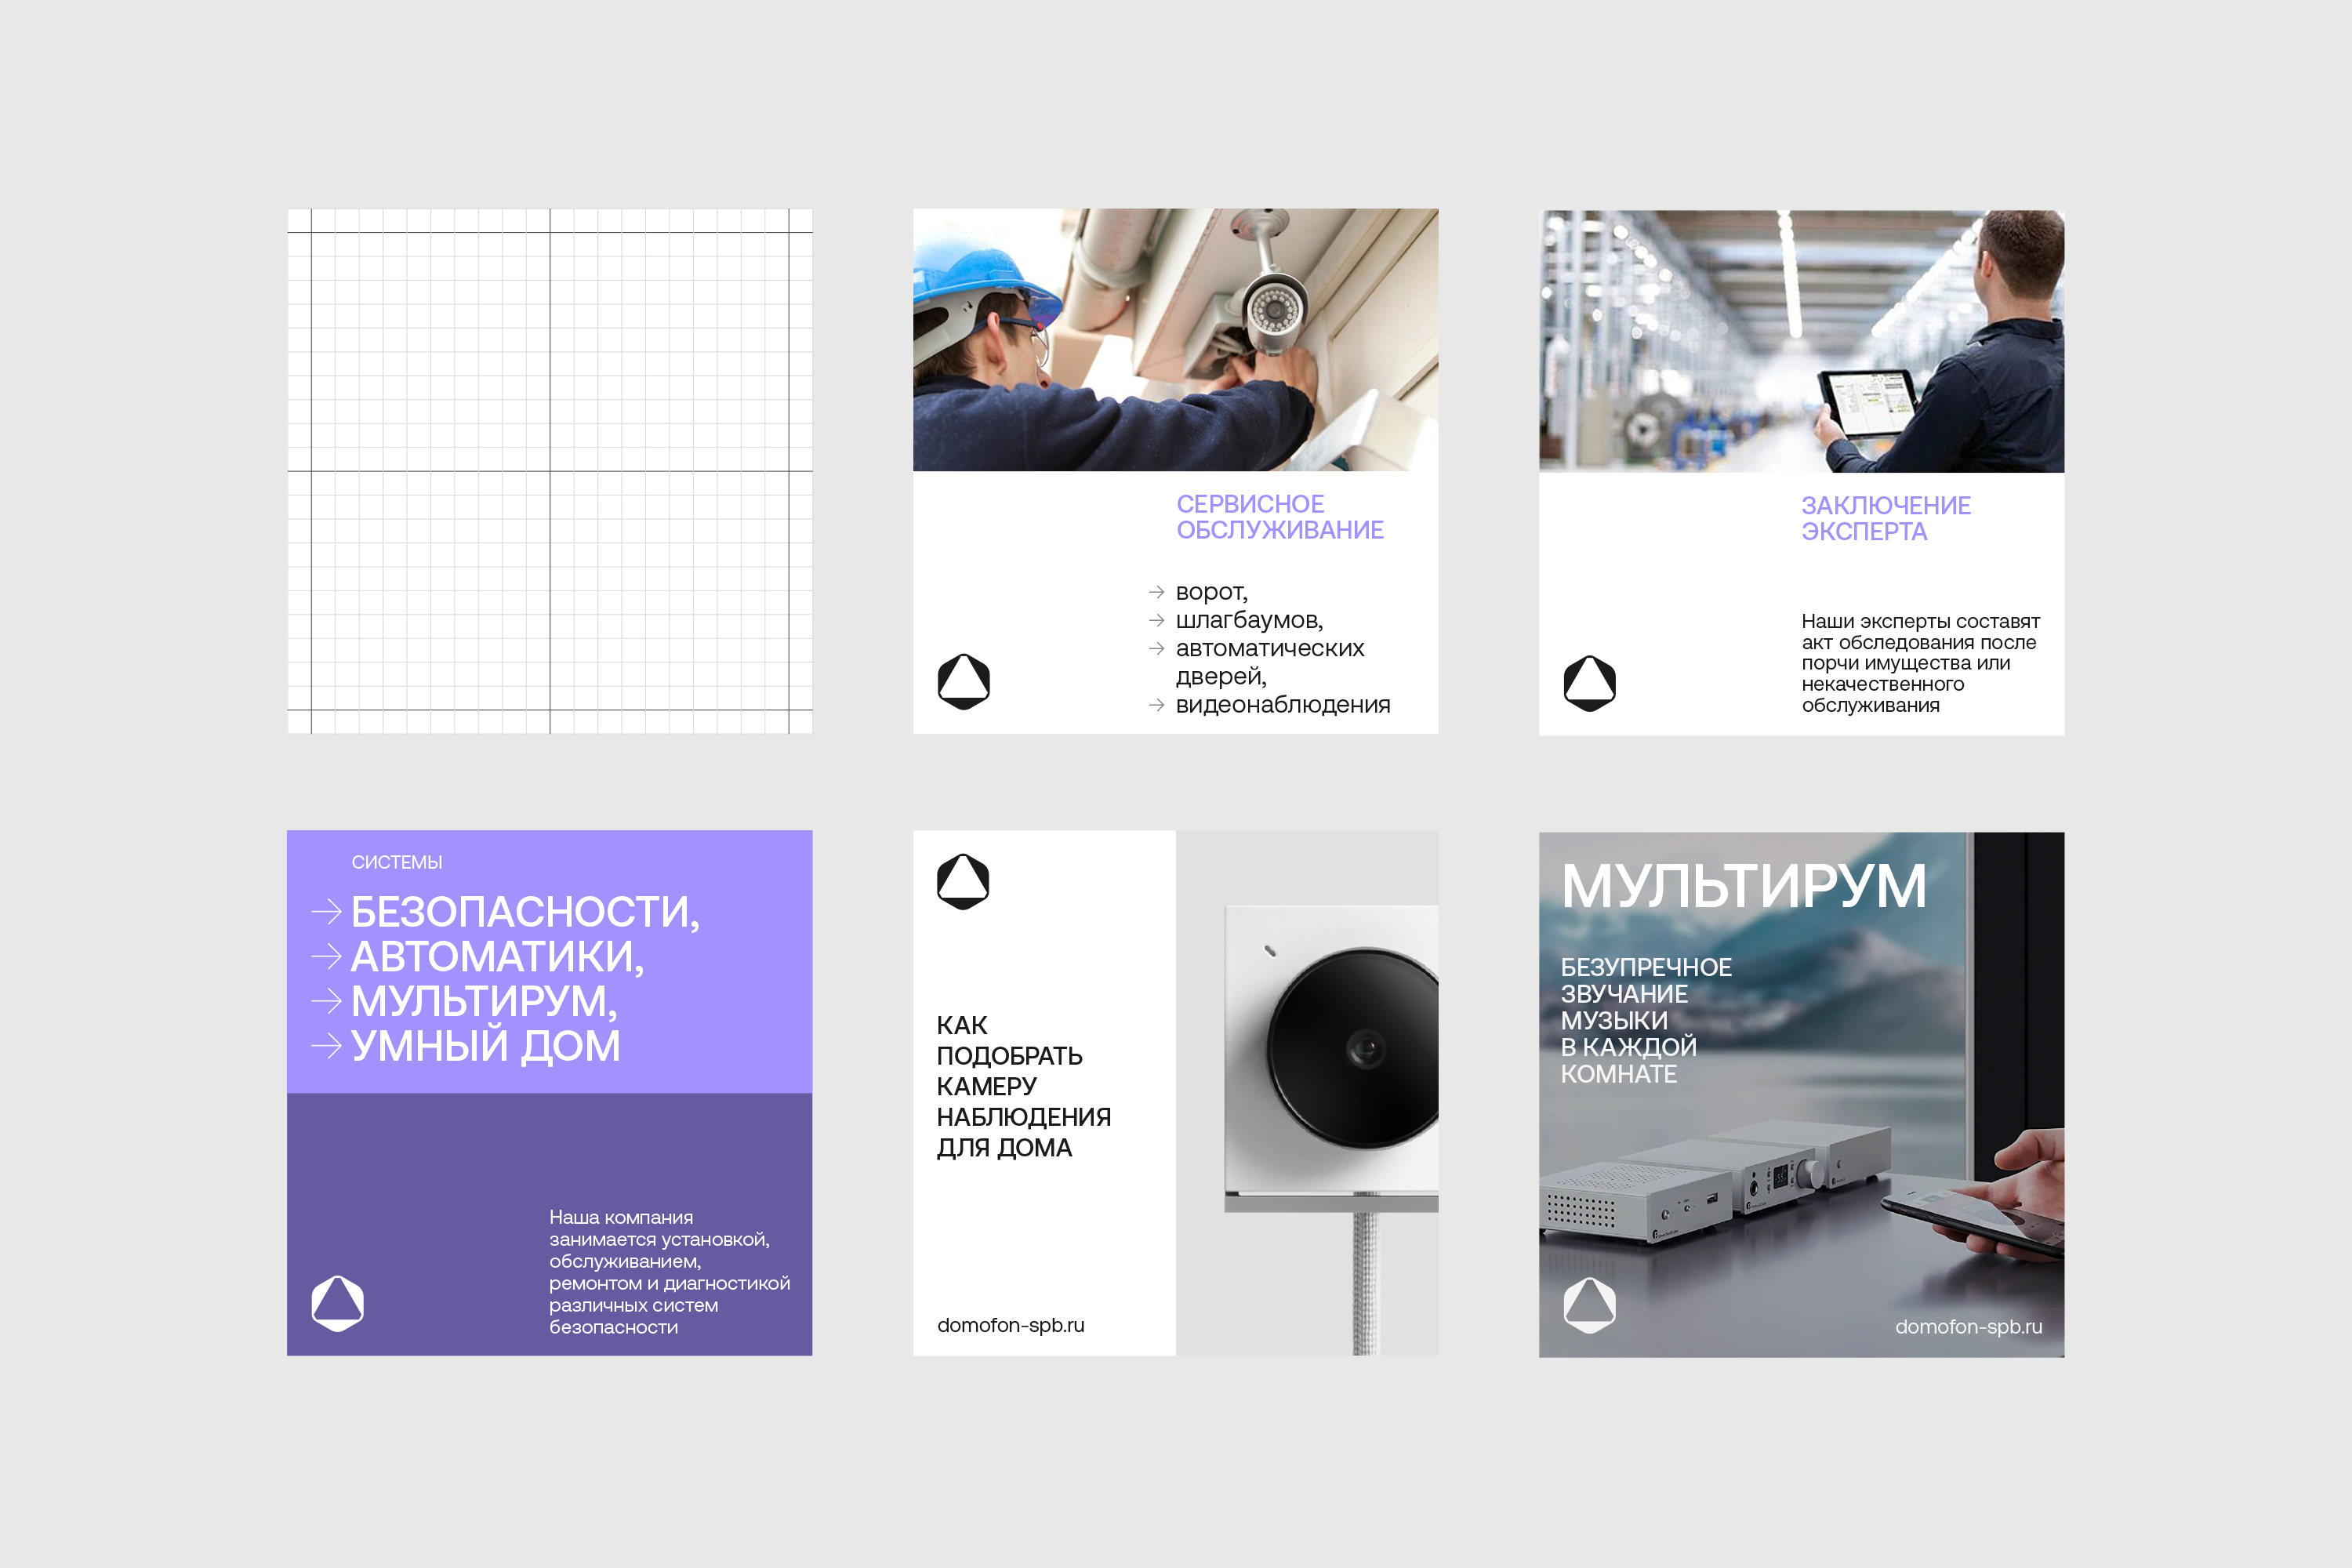 СЕРВИСНОЕ
ОБСЛУЖИВАНИЕ
→ ворот,
→ шлагбаумов,
→ автоматических
дверей,
→ видеонаблюдения
ЗАКЛЮЧЕНИЕ
ЭКСПЕРТА
Наши эксперты составят
акт обследования после
порчи имущества или
некачественного
обслуживания
СИСТЕМЫ
→ БЕЗОПАСНОСТИ,
→ АВТОМАТИКИ,
→ МУЛЬТИРУМ,
→ УМНЫЙ ДОМ
Наша компания
занимается установкой,
обслуживанием,
ремонтом и диагностикой
различных систем
безопасности
КАК
ПОДОБРАТЬ
КАМЕРУ
НАБЛЮДЕНИЯ
ДЛЯ ДОМА
domofon-spb.ru
МУЛЬТИРУМ
БЕЗУПРЕЧНОЕ
ЗВУЧАНИЕ
МУЗЫКИ
В КАЖДОЙ
КОМНАТЕ
domofon-spb.ru